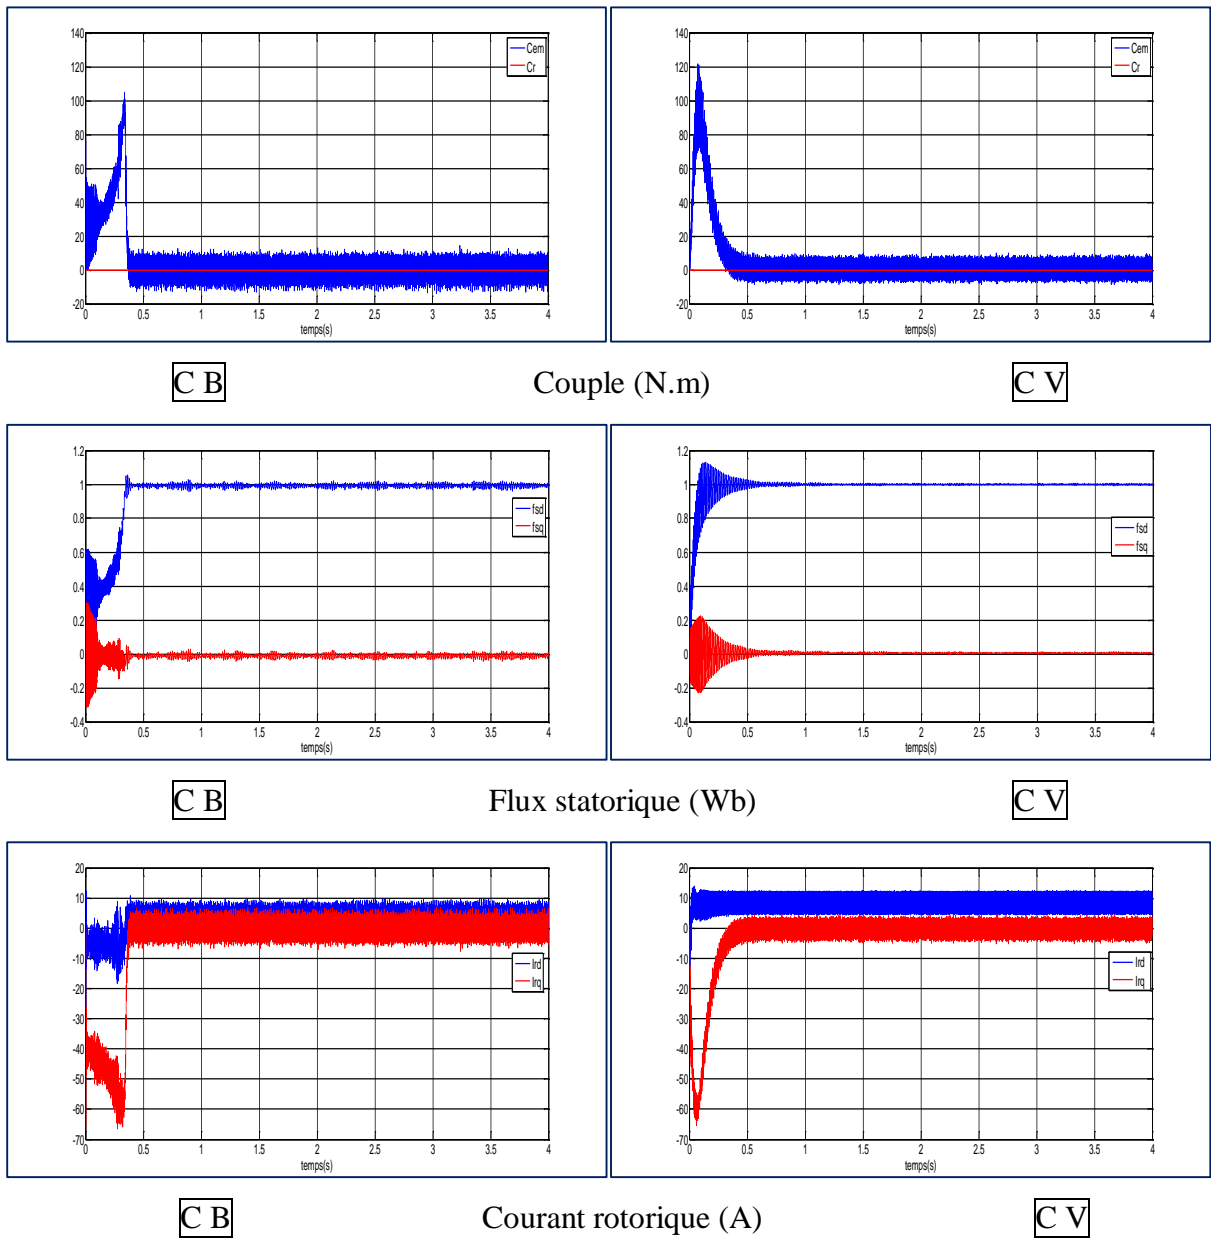 140
120
100
80
60
40
20
0
-20
0 0.5 1 1.5 2 2.5 3 3.5 4
temps(s)
Cem
Cr
140
120
100
80
60
40
20
0
-20
0 0.5 1 1.5 2 2.5 3 3.5 4
temps(s)
Cem
Cr
C B Couple (N.m) C V
1.2
1
0.8
0.6
0.4
0.2
0
-0.2
-0.4
0 0.5 1 1.5 2 2.5 3 3.5 4
temps(s)
fsd
fsq
1.2
1
0.8
0.6
0.4
0.2
0
-0.2
-0.4
0 0.5 1 1.5 2 2.5 3 3.5 4
temps(s)
fsd
fsq
C B Flux statorique (Wb) C V
20
10
0
-10
-20
-30
-40
-50
-60
-70
0 0.5 1 1.5 2 2.5 3 3.5 4
temps(s)
Ird
Irq
20
10
0
-10
-20
-30
-40
-50
-60
-70
0 0.5 1 1.5 2 2.5 3 3.5 4
temps(s)
Ird
Irq
C B Courant rotorique (A) C V